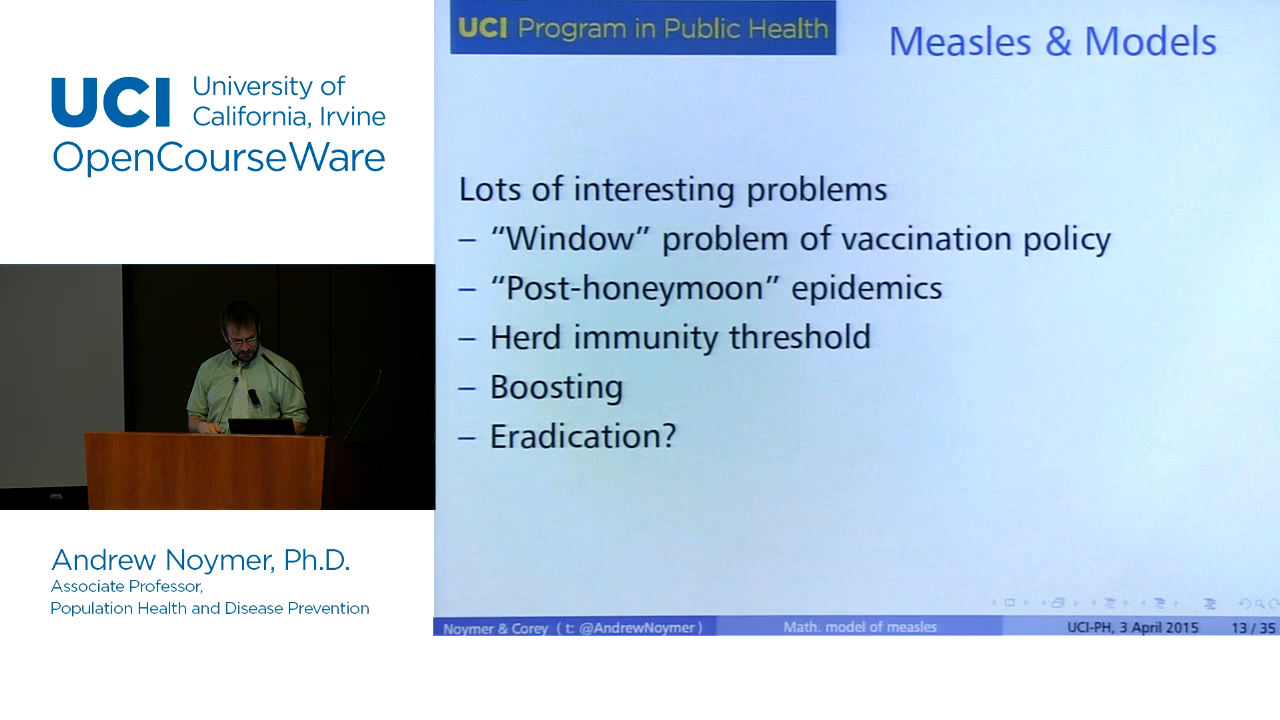 UCI University of
California, Irvine
OpenCourseWare
Andrew Noymer, Ph.D.
Associate Professor,
Population Health and Disease Prevention
UCI Program in Public Health
Measles & Models
Lots of interesting problems
– “Window” problem of vaccination policy
– “Post-honeymoon” epidemics
– Herd immunity threshold
– Boosting
– Eradication?
Noymer & Corey ( t: @AndrewNoymer )
Math. model of measles
UCI-PH, 3 April 2015
13 / 35